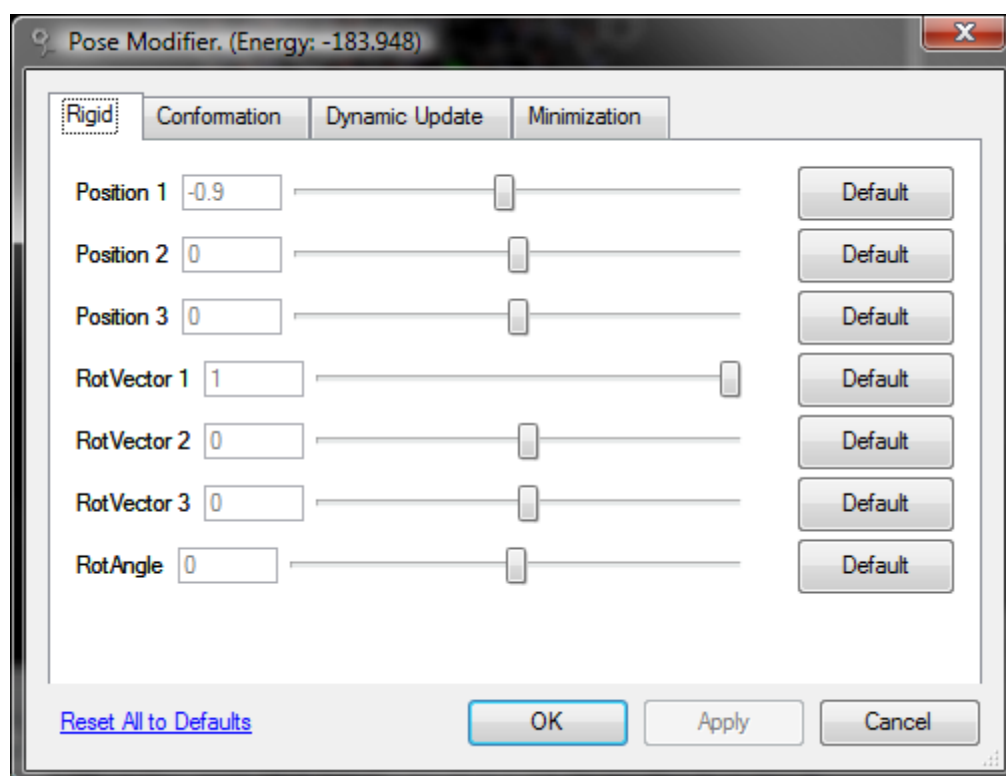 Pose Modifier. (Energy: -183.948)
Rigid Conformation Dynamic Update Minimization
Position 1 -0.9 Default
Position 2 0 Default
Position 3 0 Default
RotVector 1 1 Default
RotVector 2 0 Default
RotVector 3 0 Default
RotAngle 0 Default
Reset All to Defaults OK Apply Cancel